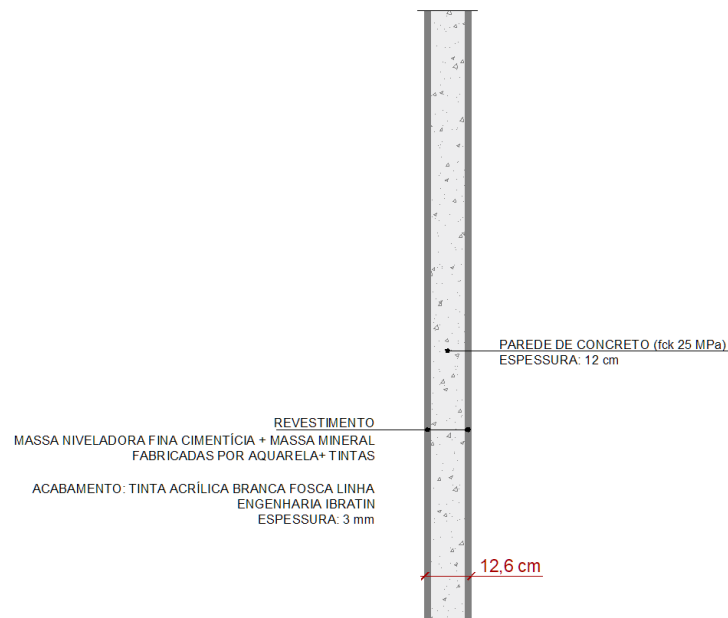 PAREDE DE CONCRETO (fck 25 MPa)
ESPESSURA: 12 cm
REVESTIMENTO
MASSA NIVELADORA FINA CIMENTÍCIA + MASSA MINERAL
FABRICADAS POR AQUARELA+ TINTAS
ACABAMENTO: TINTA ACRÍLICA BRANCA FOSCA LINHA
ENGENHARIA IBRATIN
ESPESSURA: 3 mm
12,6 cm